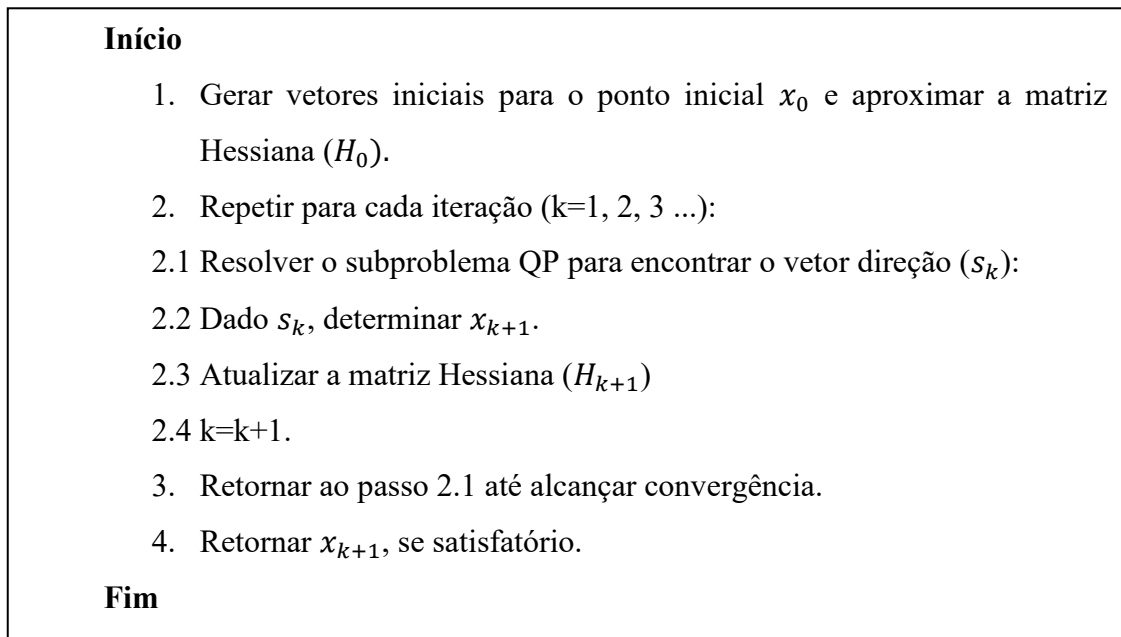 Início
1. Gerar vetores iniciais para o ponto inicial x₀ e aproximar a matriz
Hessiana (H₀).
2. Repetir para cada iteração (k=1, 2, 3 ...):
2.1 Resolver o subproblema QP para encontrar o vetor direção (sₖ):
2.2 Dado sₖ, determinar xₖ₊₁.
2.3 Atualizar a matriz Hessiana (Hₖ₊₁)
2.4 k=k+1.
3. Retornar ao passo 2.1 até alcançar convergência.
4. Retornar xₖ₊₁, se satisfatório.
Fim